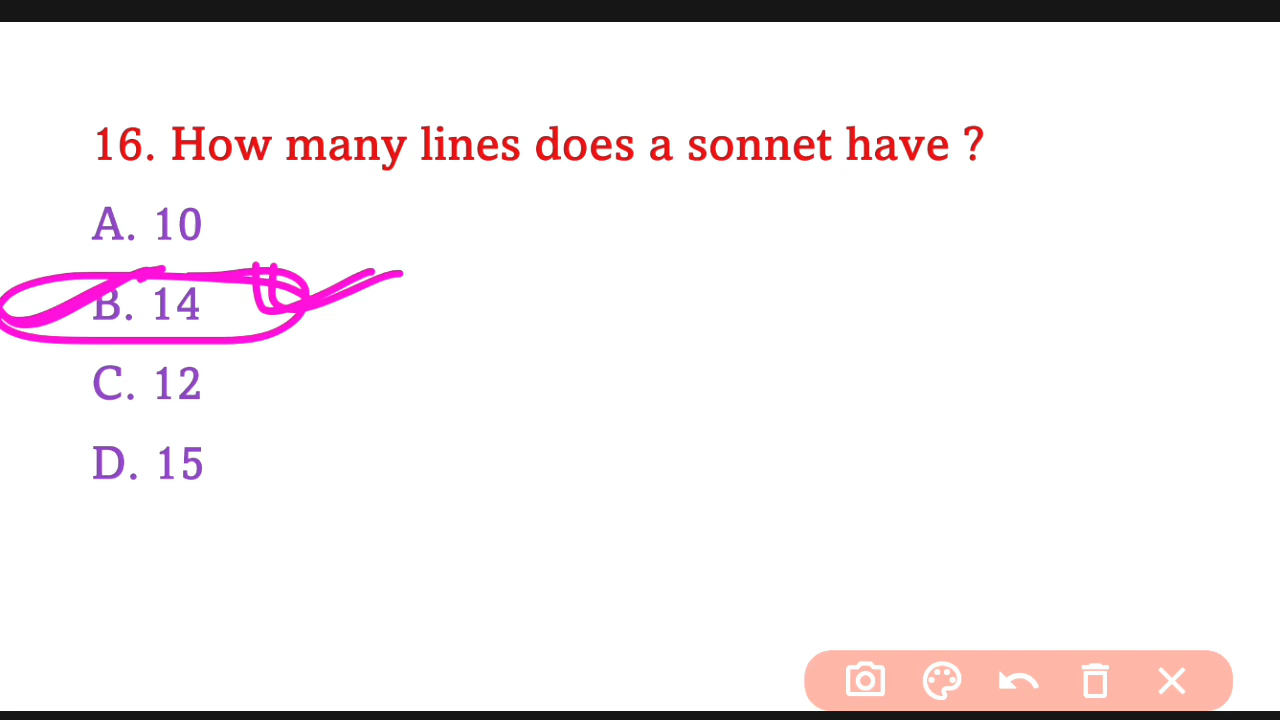 16. How many lines does a sonnet have ?
A. 10
B. 14
C. 12
D. 15